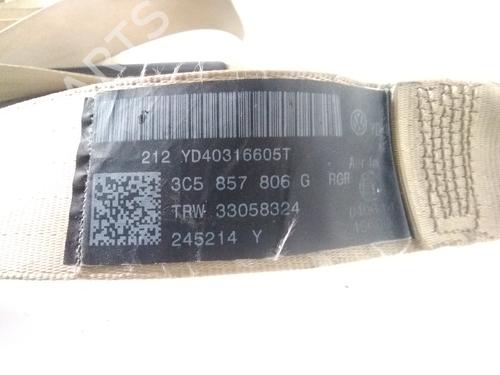 212 YD40316605T
3C5 857 806 G RGR
TRW 33058324
245214 Y